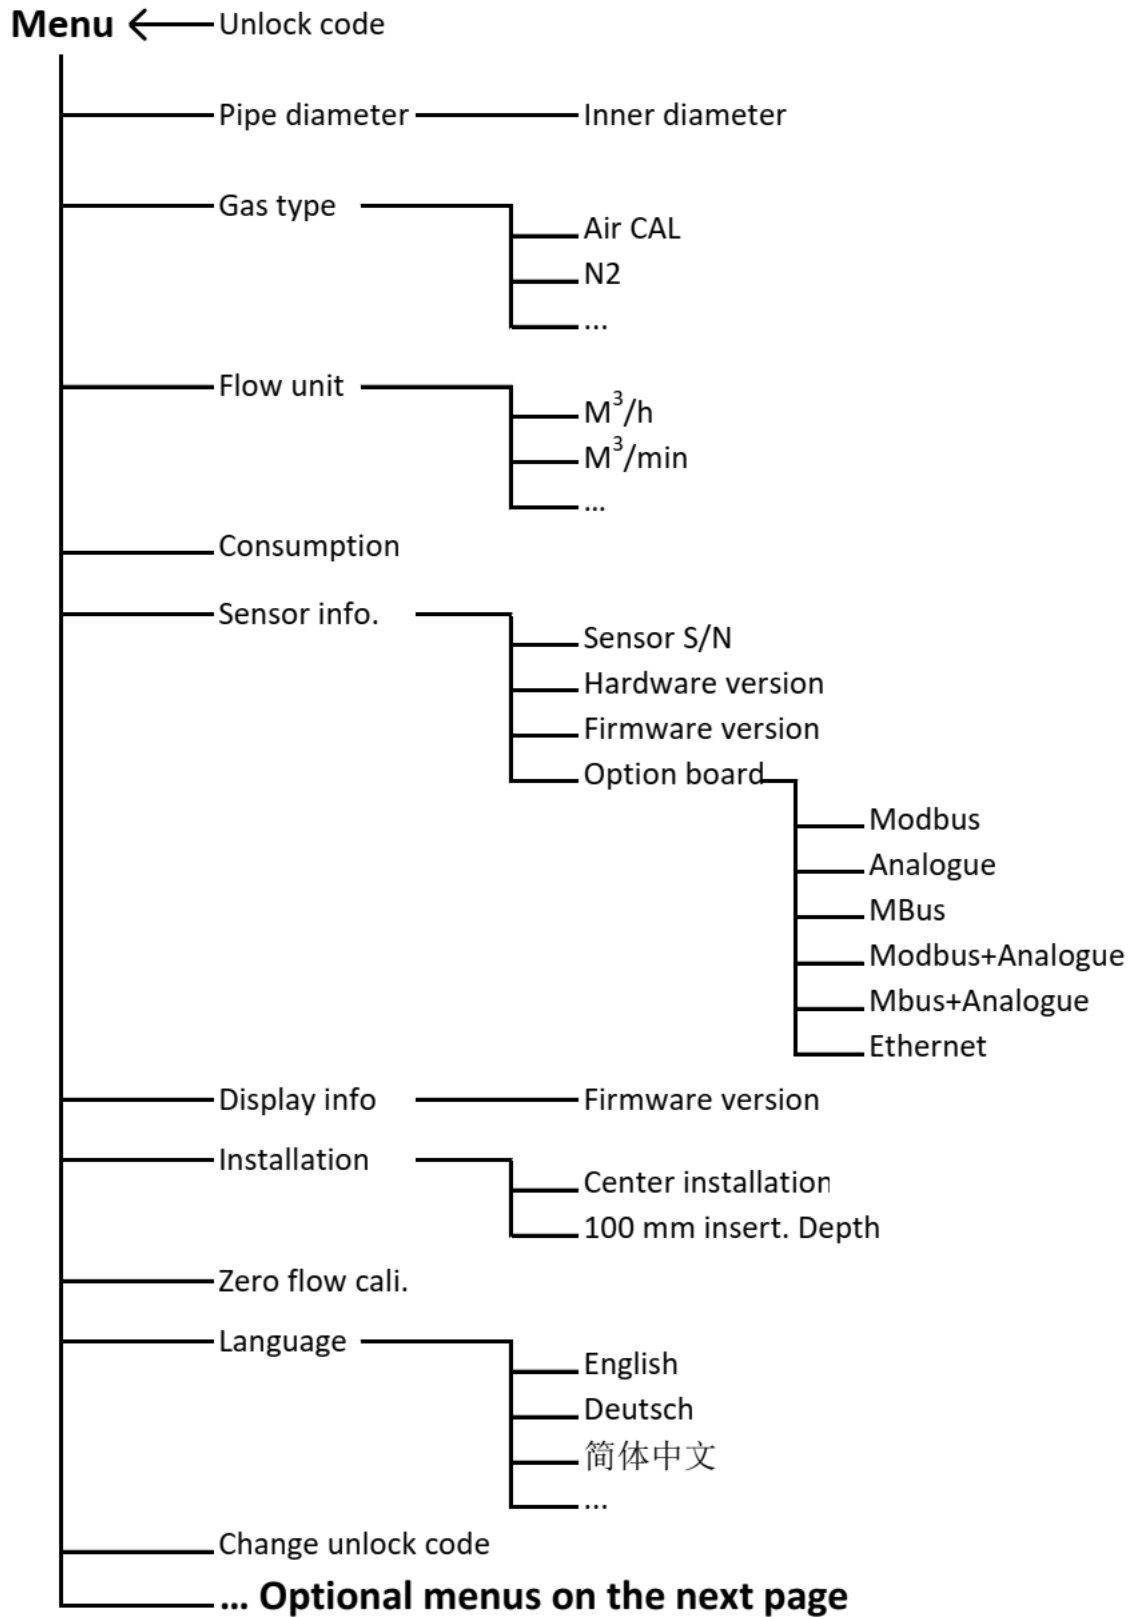 Menu Unlock code
Pipe diameter Inner diameter
Gas type
Air CAL
N2
...
Flow unit
M³/h
M³/min
...
Consumption
Sensor info.
Sensor S/N
Hardware version
Firmware version
Option board
Modbus
Analogue
MBus
Modbus+Analogue
Mbus+Analogue
Ethernet
Display info Firmware version
Installation
Center installation
100 mm insert. Depth
Zero flow cali.
Language
English
Deutsch
简体中文
...
Change unlock code
... Optional menus on the next page